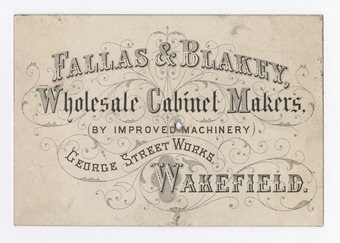 FALLAS & BLAKEY,
Wholesale Cabinet Makers,
(BY IMPROVED MACHINERY)
GEORGE STREET WORKS,
WAKEFIELD.